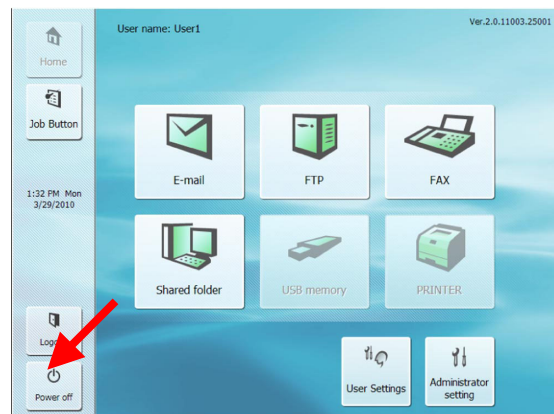 User name: User1
Ver.2.0.11003.25001
Home
Job Button
1:32 PM Mon
3/29/2010
E-mail
FTP
FAX
Shared folder
USB memory
PRINTER
Power off
User Settings
Administrator
setting